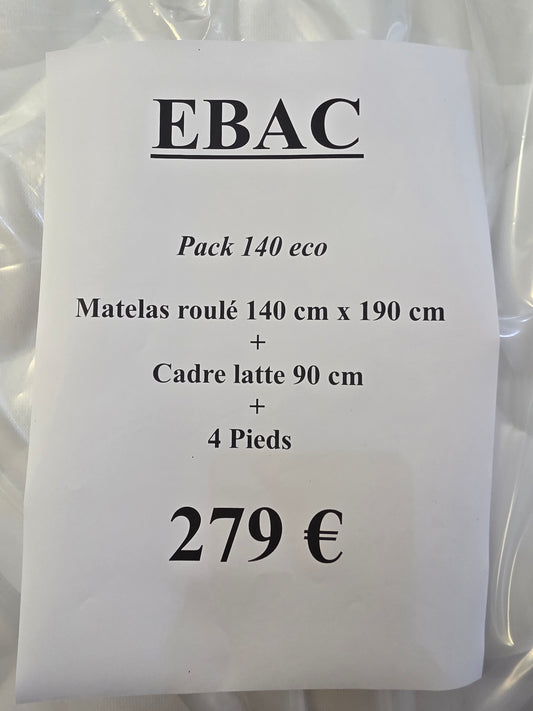 EBAC
Pack 140 eco
Matelas roulé 140 cm x 190 cm
+
Cadre latte 90 cm
+
4 Pieds
279 €